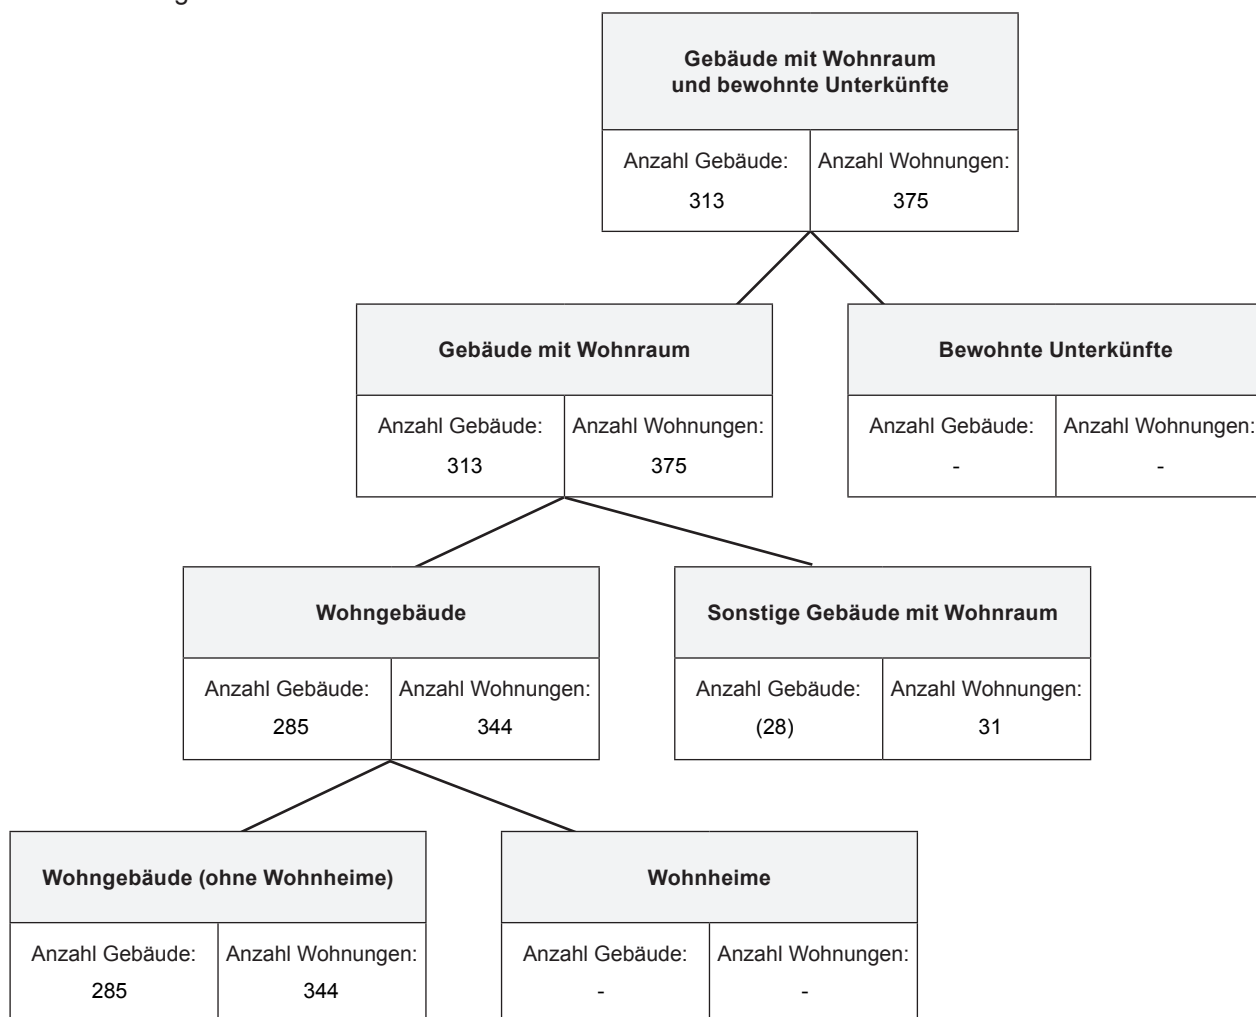 Gebäude mit Wohnraum
und bewohnte Unterkünfte
Anzahl Gebäude: Anzahl Wohnungen:
313 375
Gebäude mit Wohnraum Bewohnte Unterkünfte
Anzahl Gebäude: Anzahl Wohnungen: Anzahl Gebäude: Anzahl Wohnungen:
313 375 - -
Wohngebäude Sonstige Gebäude mit Wohnraum
Anzahl Gebäude: Anzahl Wohnungen: Anzahl Gebäude: Anzahl Wohnungen:
285 344 (28) 31
Wohngebäude (ohne Wohnheime) Wohnheime
Anzahl Gebäude: Anzahl Wohnungen: Anzahl Gebäude: Anzahl Wohnungen:
285 344 - -